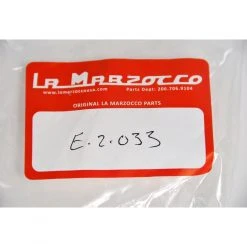 LA MARZOCCO
www.lamarzoccousa.com Parts Dept: 206.706.9104
ORIGINAL LA MARZOCCO PARTS
E.2.033